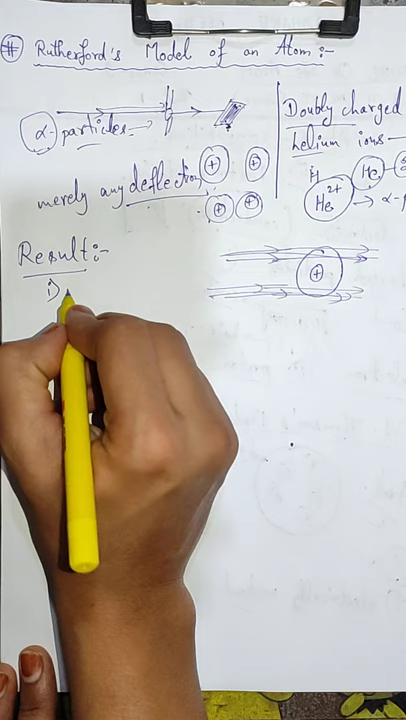 # Rutherford's Model of an Atom :-
α-particles
Doubly charged
helium ions
H
He
He²⁺ → α-p
merely any deflection
+ +
+ +
Result :-
+
i)